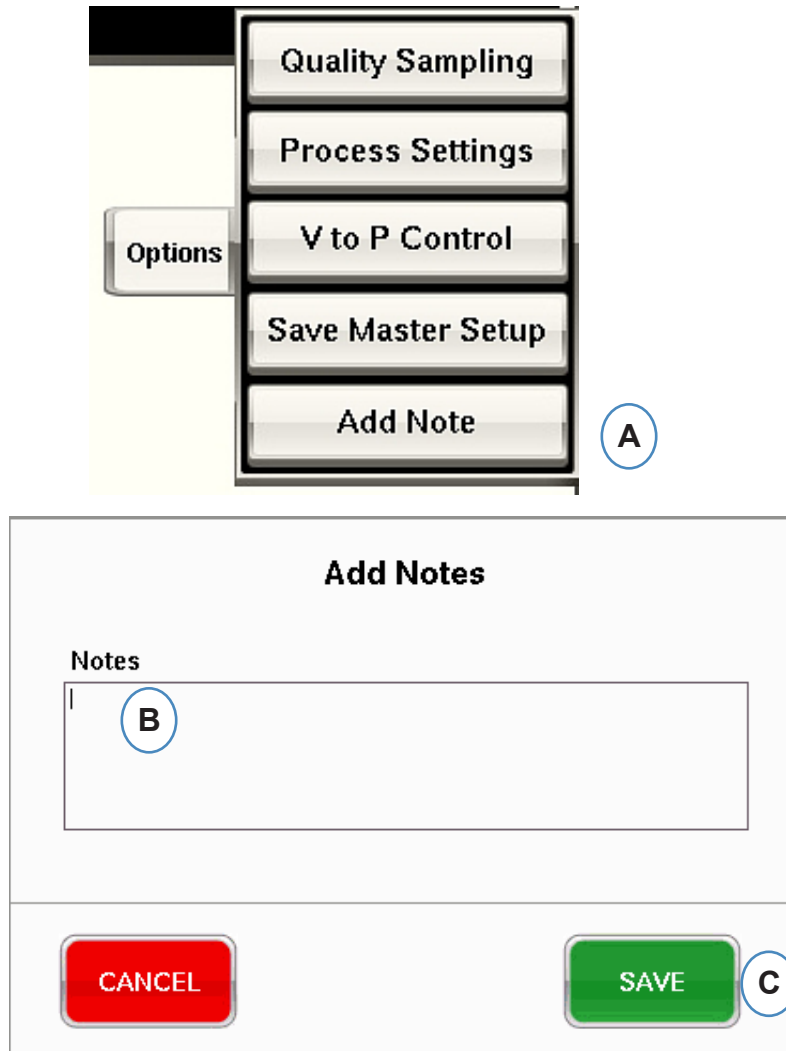 Quality Sampling
Process Settings
Options
V to P Control
Save Master Setup
Add Note
A
Add Notes
Notes
B
CANCEL
SAVE
C